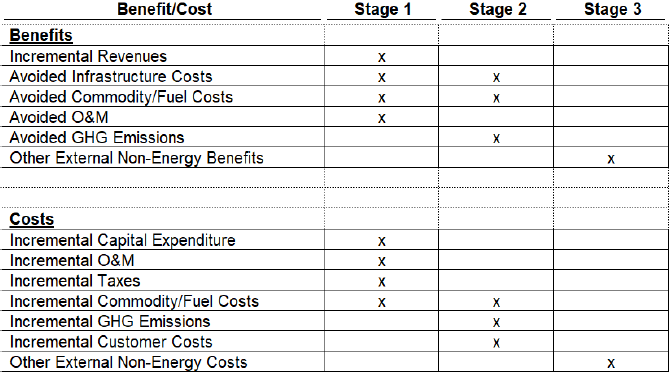 Benefit/Cost Stage 1 Stage 2 Stage 3
Benefits
Incremental Revenues x
Avoided Infrastructure Costs x x
Avoided Commodity/Fuel Costs x x
Avoided O&M x
Avoided GHG Emissions x
Other External Non-Energy Benefits x
Costs
Incremental Capital Expenditure x
Incremental O&M x
Incremental Taxes x
Incremental Commodity/Fuel Costs x x
Incremental GHG Emissions x
Incremental Customer Costs x
Other External Non-Energy Costs x